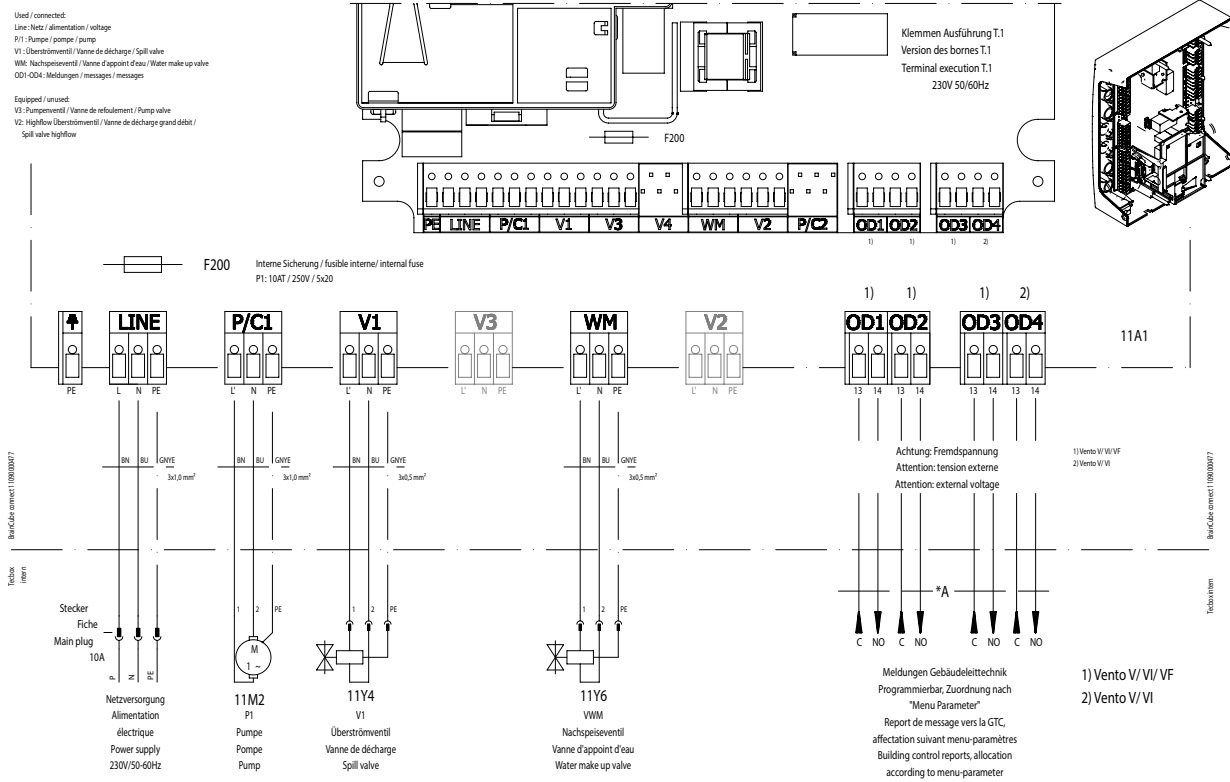 Used / connected:
Line : Netz / alimentation / voltage
P/1 : Pumpe / pompe / pump
V1 : Überströmventil / Vanne de décharge / Spill valve
WM: Nachspeiseventil / Vanne d'appoint d'eau / Water make up valve
OD1-OD4 : Meldungen / messages / messages
Equipped / unused:
V3 : Pumpenventil / Vanne de refoulement / Pump valve
V2: Highflow Überströmventil / Vanne de décharge grand débit /
Spill valve highflow
Klemmen Ausführung T.1
Version des bornes T.1
Terminal execution T.1
230V 50/60Hz
F200
PE LINE P/C1 V1 V3 V4 WM V2 P/C2 OD1 OD2 OD3 OD4
1) 1) 1) 2)
F200 Interne Sicherung / fusible interne/ internal fuse
P1: 10AT / 250V / 5x20
1) 1) 1) 2)
LINE P/C1 V1 V3 WM V2 OD1 OD2 OD3 OD4
11A1
PE L N PE L' N PE L' N PE L' N PE L' N PE L' N PE 13 14 13 14 13 14 13 14
BN BU GNYE BN BU GNYE BN BU GNYE BN BU GNYE
3x1,0 mm² 3x1,0 mm² 3x0,5 mm² 3x0,5 mm²
Achtung: Fremdspannung
Attention: tension externe
Attention: external voltage
1) Vento V/ VI/ VF
2) Vento V/ VI
BrainCube connect 1 1090000477
BrainCube connect 1 1090000477
Tecbox
intern
Tecbox intern
Stecker
Fiche
Main plug
10A
P N PE
1 2 PE
1 2 PE
1 2 PE
M
1 ~
*A
C NO C NO C NO C NO
Netzversorgung
Alimentation
électrique
Power supply
230V/50-60Hz
11M2
P1
Pumpe
Pompe
Pump
11Y4
V1
Überströmventil
Vanne de décharge
Spill valve
11Y6
VWM
Nachspeiseventil
Vanne d'appoint d'eau
Water make up valve
Meldungen Gebäudeleittechnik
Programmierbar, Zuordnung nach
"Menu Parameter"
Report de message vers la GTC,
affectation suivant menu-paramètres
Building control reports, allocation
according to menu-parameter
1) Vento V/ VI/ VF
2) Vento V/ VI